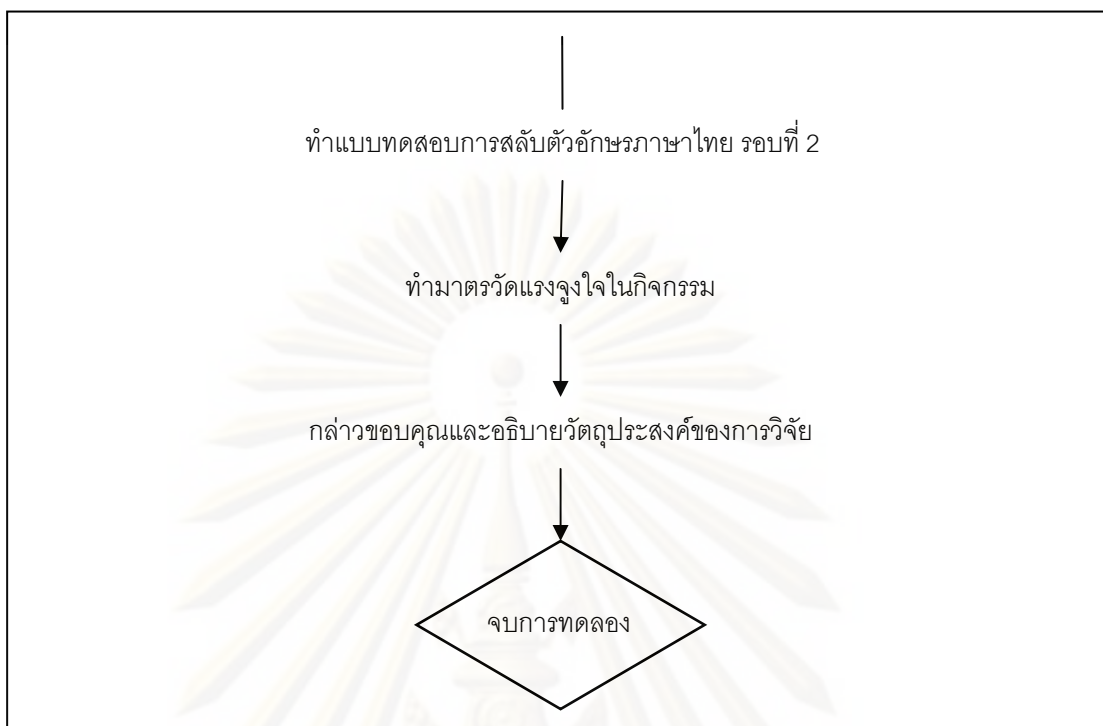 ทำแบบทดสอบการสลับตัวอักษรภาษาไทย รอบที่ 2
ทำมาตรวัดแรงจูงใจในกิจกรรม
กล่าวขอบคุณและอธิบายวัตถุประสงค์ของการวิจัย
จบการทดลอง